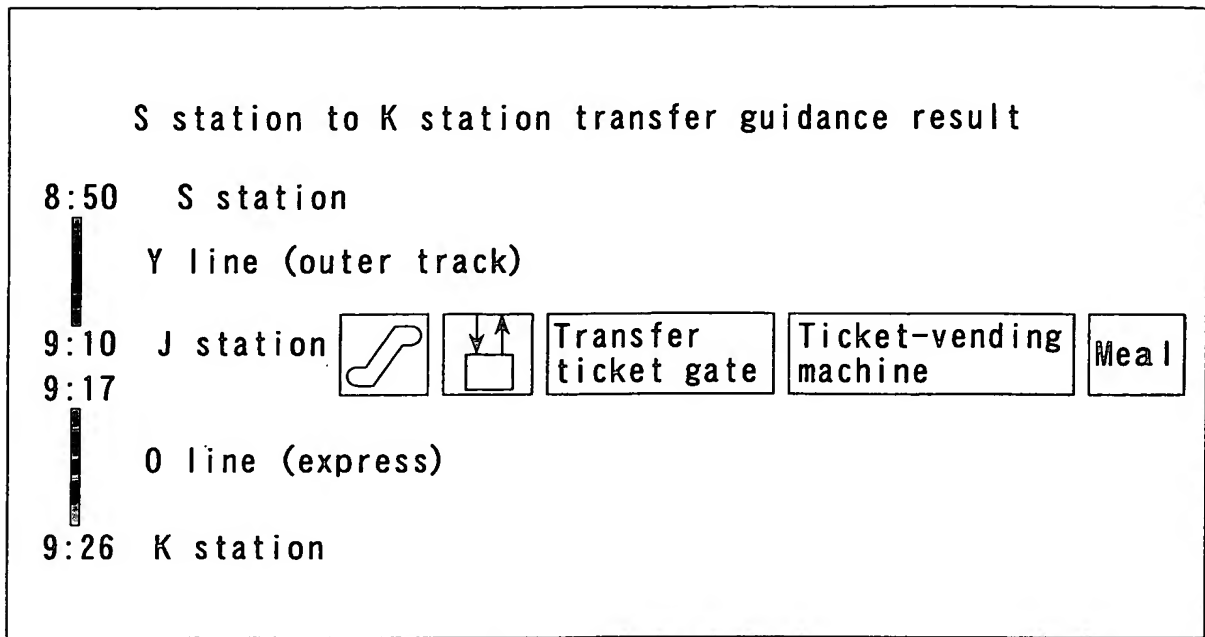 S station to K station transfer guidance result
8:50 S station
Y line (outer track)
9:10 J station
Transfer ticket gate
Ticket-vending machine
Meal
9:17
O line (express)
9:26 K station